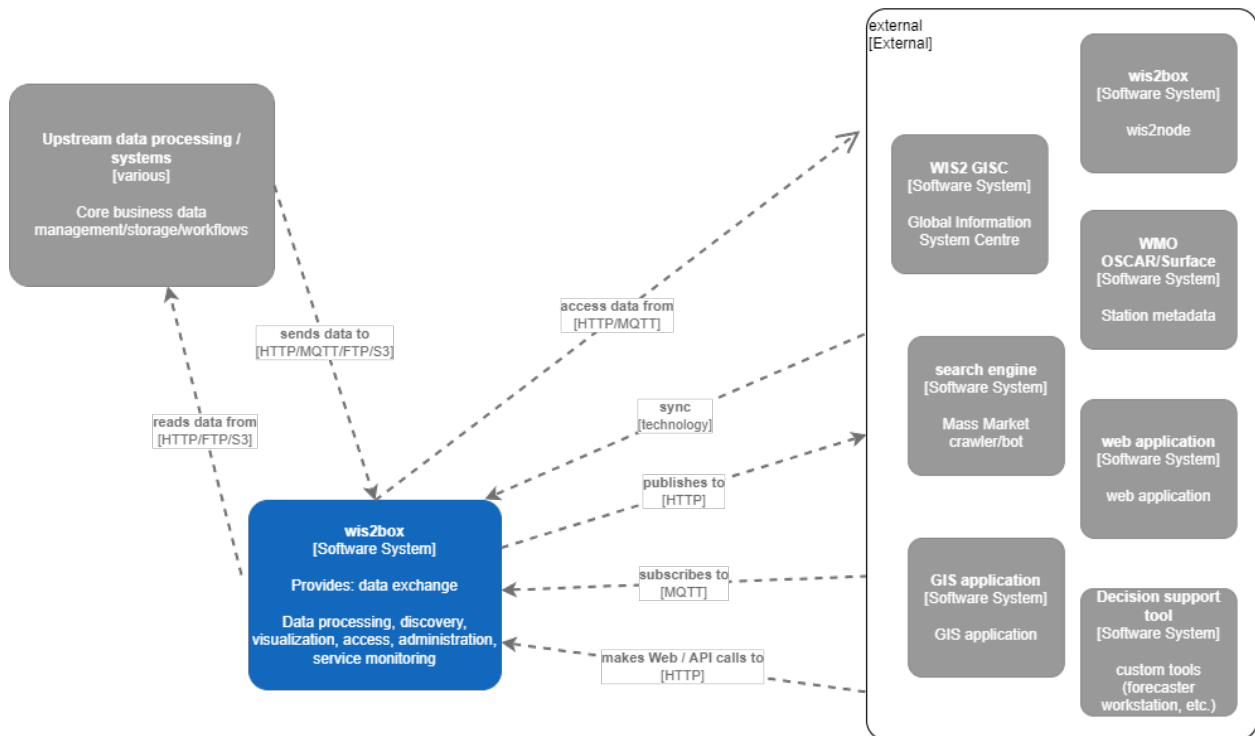 external
[External]
wis2box
[Software System]
wis2node
Upstream data processing /
systems
[various]
Core business data
management/storage/workflows
WIS2 GISC
[Software System]
Global Information
System Centre
WMO
OSCAR/Surface
[Software System]
Station metadata
access data from
[HTTP/MQTT]
sends data to
[HTTP/MQTT/FTP/S3]
search engine
[Software System]
Mass Market
crawler/bot
reads data from
[HTTP/FTP/S3]
sync
[technology]
web application
[Software System]
web application
publishes to
[HTTP]
wis2box
[Software System]
Provides: data exchange
Data processing, discovery,
visualization, access, administration,
service monitoring
subscribes to
[MQTT]
GIS application
[Software System]
GIS application
Decision support
tool
[Software System]
custom tools
(forecaster
workstation, etc.)
makes Web / API calls to
[HTTP]